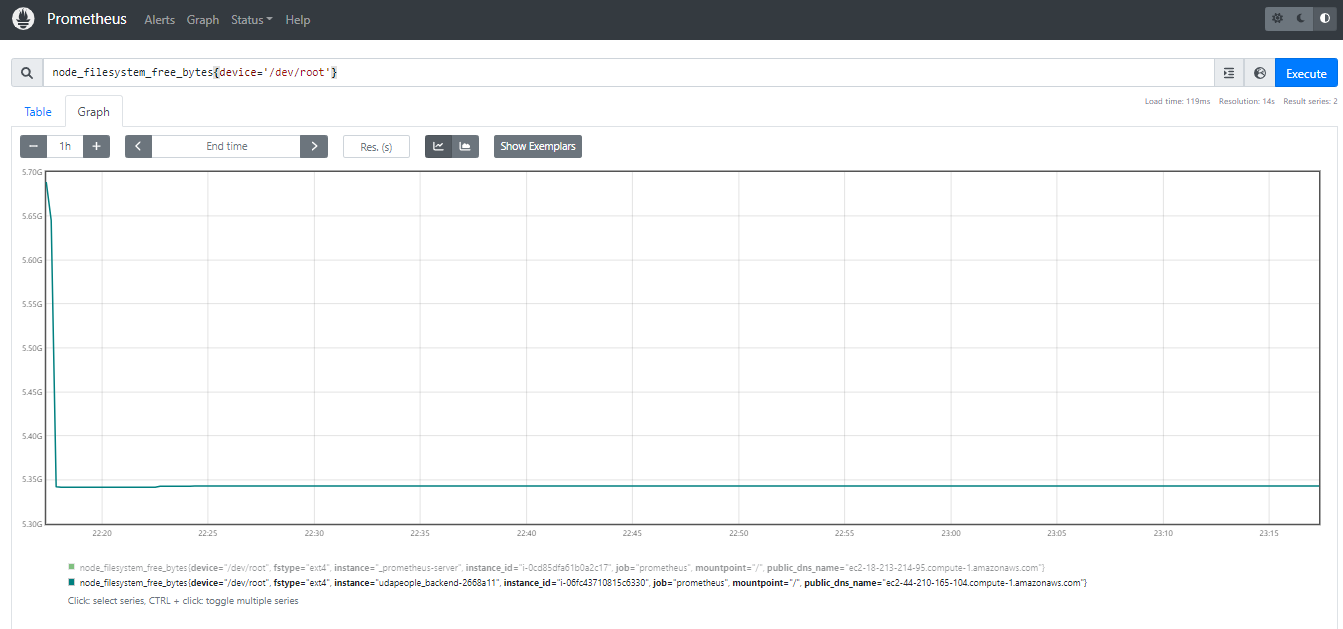 Prometheus Alerts Graph Status Help
node_filesystem_free_bytes{device='/dev/root'}
Execute
Table Graph
Load time: 119ms Resolution: 14s Result series: 2
− 1h + End time Res. (s) Show Exemplars
5.70G
5.65G
5.60G
5.55G
5.50G
5.45G
5.40G
5.35G
5.30G
22:20 22:25 22:30 22:35 22:40 22:45 22:50 22:55 23:00 23:05 23:10 23:15
node_filesystem_free_bytes{device="/dev/root", fstype="ext4", instance="_prometheus-server", instance_id="i-0cd85dfa61b0a2c17", job="prometheus", mountpoint="/", public_dns_name="ec2-18-213-214-95.compute-1.amazonaws.com"}
node_filesystem_free_bytes{device="/dev/root", fstype="ext4", instance="udapeople_backend-2668a11", instance_id="i-06fc43710815c6330", job="prometheus", mountpoint="/", public_dns_name="ec2-44-210-165-104.compute-1.amazonaws.com"}
Click: select series, CTRL + click: toggle multiple series